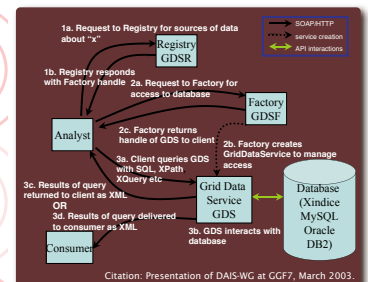 SOAP/HTTP
service creation
API interactions
1a. Request to Registry for sources of data
about "x"
Registry
GDSR
1b. Registry responds
with Factory handle
2a. Request to Factory for
access to database
Factory
GDSF
Analyst
2c. Factory returns
handle of GDS to client
2b. Factory creates
GridDataService to manage
access
3a. Client queries GDS
with SQL, XPath
XQuery etc
3c. Results of query
returned to client as XML
OR
3d. Results of query delivered
to consumer as XML
Grid Data
Service
GDS
Database
(Xindice
MySQL
Oracle
DB2)
3b. GDS interacts with
database
Consumer
Citation: Presentation of DAIS-WG at GGF7, March 2003.